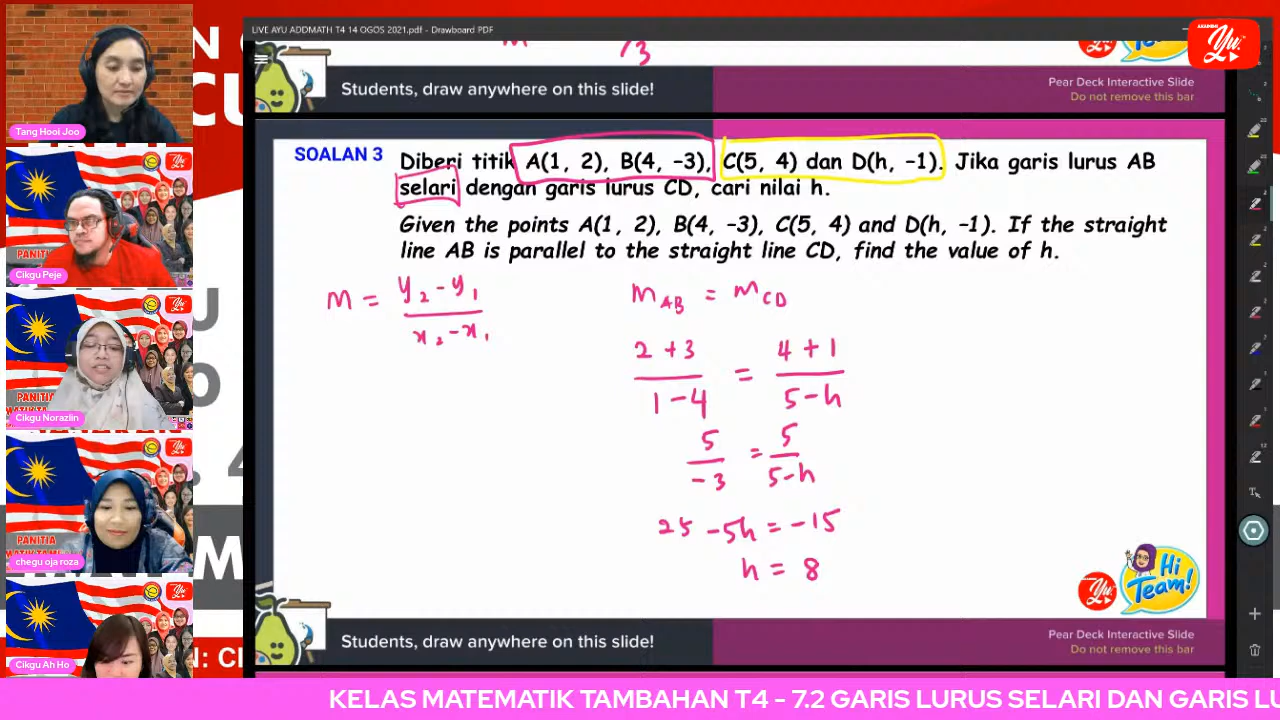 LIVE AYU ADDMATH T4 14 OGOS 2021.pdf - Drawboard PDF
Students, draw anywhere on this slide!
Pear Deck Interactive Slide
Do not remove this bar
SOALAN 3
Diberi titik A(1, 2), B(4, −3), C(5, 4) dan D(h, −1). Jika garis lurus AB
selari dengan garis lurus CD, cari nilai h.
Given the points A(1, 2), B(4, −3), C(5, 4) and D(h, −1). If the straight
line AB is parallel to the straight line CD, find the value of h.
m = y₂ - y₁ / x₂ - x₁
m AB = m CD
2 + 3 / 1 - 4 = 4 + 1 / 5 - h
5 / -3 = 5 / 5 - h
25 - 5h = -15
h = 8
Hi Team!
Students, draw anywhere on this slide!
Pear Deck Interactive Slide
Do not remove this bar
Tang Hooi Joo
Cikgu Peje
Cikgu Norazlin
chegu oja roza
Cikgu Ah Ho
KELAS MATEMATIK TAMBAHAN T4 - 7.2 GARIS LURUS SELARI DAN GARIS LU